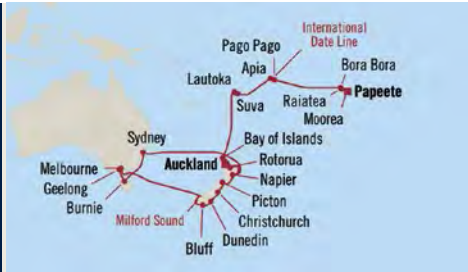 International
Date Line
Pago Pago
Apia
Bora Bora
Lautoka
Papeete
Suva
Raiatea
Moorea
Sydney
Bay of Islands
Auckland
Rotorua
Melbourne
Napier
Geelong
Picton
Burnie
Milford Sound
Christchurch
Dunedin
Bluff